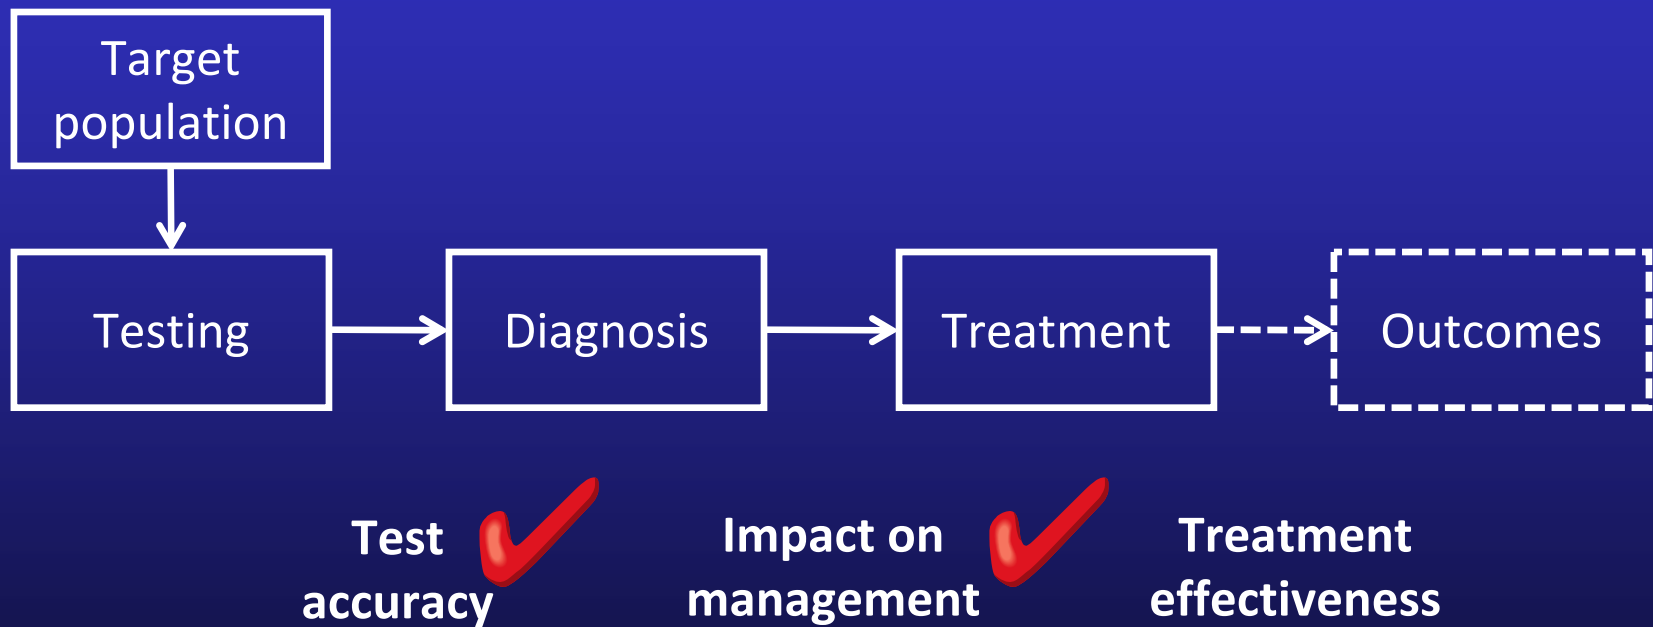 Target
population
Testing
Diagnosis
Treatment
Outcomes
Test
accuracy
Impact on
management
Treatment
effectiveness